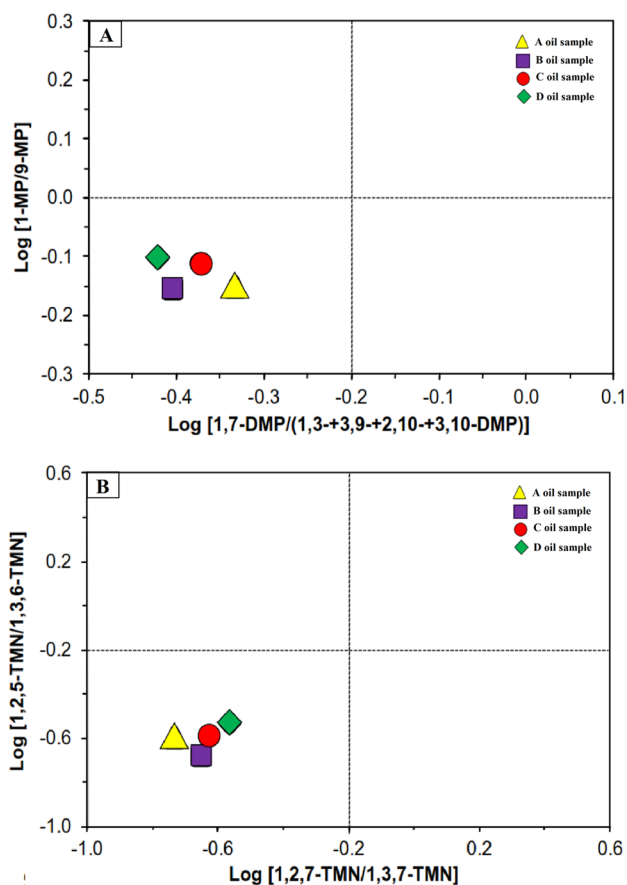 A
A oil sample
B oil sample
C oil sample
D oil sample
0.3
0.2
0.1
0.0
-0.1
-0.2
-0.3
Log [1-MP/9-MP]
-0.5
-0.4
-0.3
-0.2
-0.1
0.0
0.1
Log [1,7-DMP/(1,3-+3,9-+2,10-+3,10-DMP)]
B
A oil sample
B oil sample
C oil sample
D oil sample
0.6
0.2
-0.2
-0.6
-1.0
Log [1,2,5-TMN/1,3,6-TMN]
-1.0
-0.6
-0.2
0.2
0.6
Log [1,2,7-TMN/1,3,7-TMN]